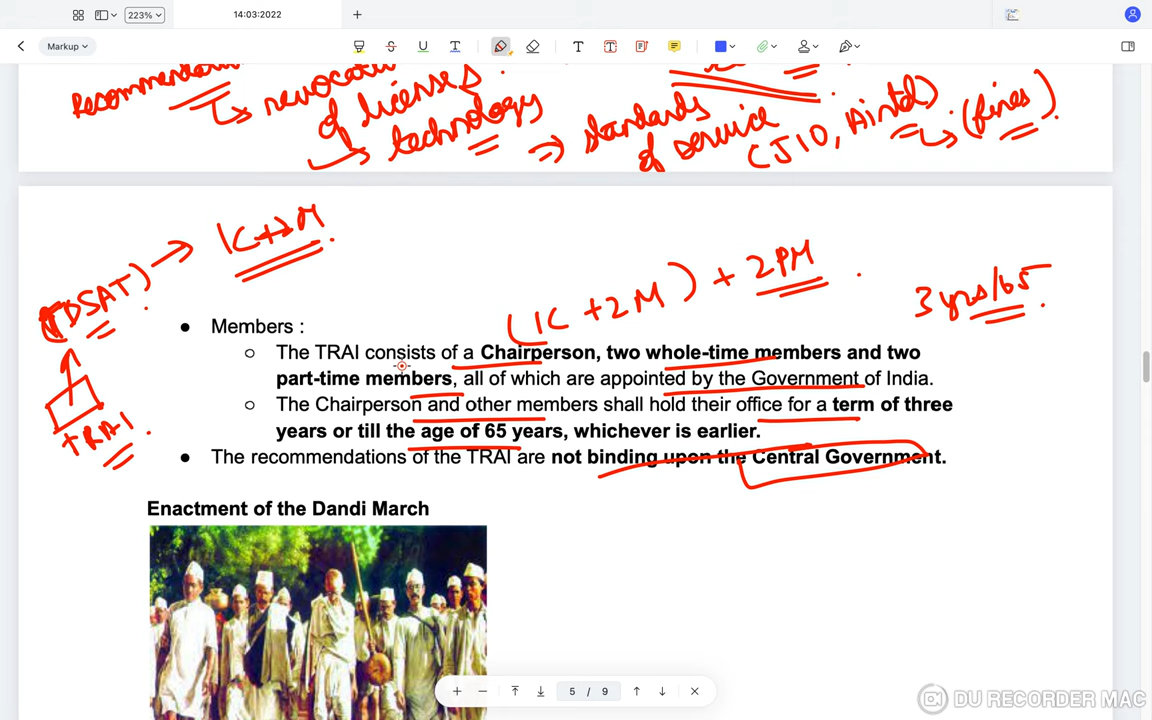 223%
14:03:2022
Markup
Recommendation
↳ revocation of licenses
→ technology
⇒ standards of service
(JIO, Airtel)
↳ (fines)
(TDSAT) → 1C+2M
(1C + 2M) + 2PM
3 yrs/65
TRAI
● Members :
○ The TRAI consists of a Chairperson, two whole-time members and two
part-time members, all of which are appointed by the Government of India.
○ The Chairperson and other members shall hold their office for a term of three
years or till the age of 65 years, whichever is earlier.
● The recommendations of the TRAI are not binding upon the Central Government.
Enactment of the Dandi March
5 / 9
DU RECORDER MAC